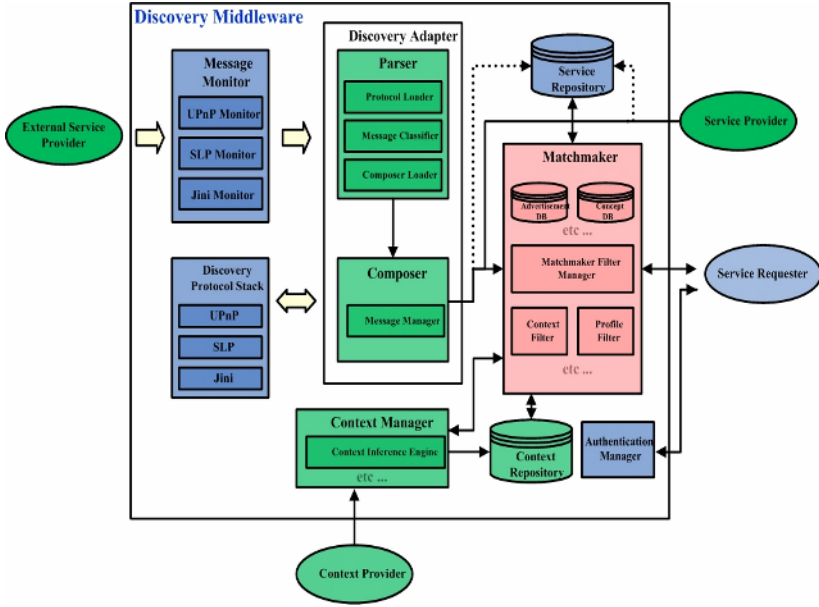 Discovery Middleware
Message
Monitor
UPnP Monitor
SLP Monitor
Jini Monitor
Discovery Adapter
Parser
Protocol Loader
Message Classifier
Composer Loader
Service
Repository
External Service
Provider
Service Provider
Matchmaker
Advertisement
DB
Concept
DB
etc ...
Matchmaker Filter
Manager
Context
Filter
Profile
Filter
etc ...
Service Requester
Discovery
Protocol Stack
UPnP
SLP
Jini
Composer
Message Manager
Context Manager
Context Inference Engine
etc ...
Context
Repository
Authentication
Manager
Context Provider